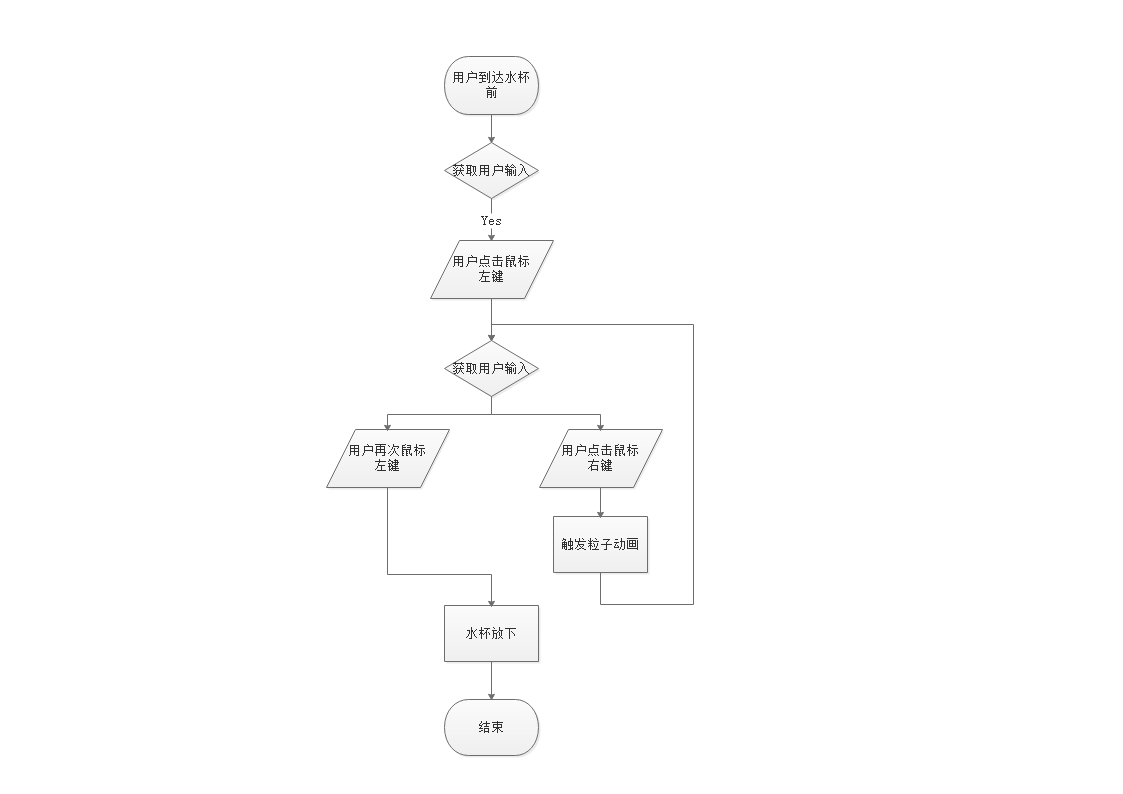 用户到达水杯
前
获取用户输入
Yes
用户点击鼠标
左键
获取用户输入
用户再次鼠标
左键
用户点击鼠标
右键
触发粒子动画
水杯放下
结束